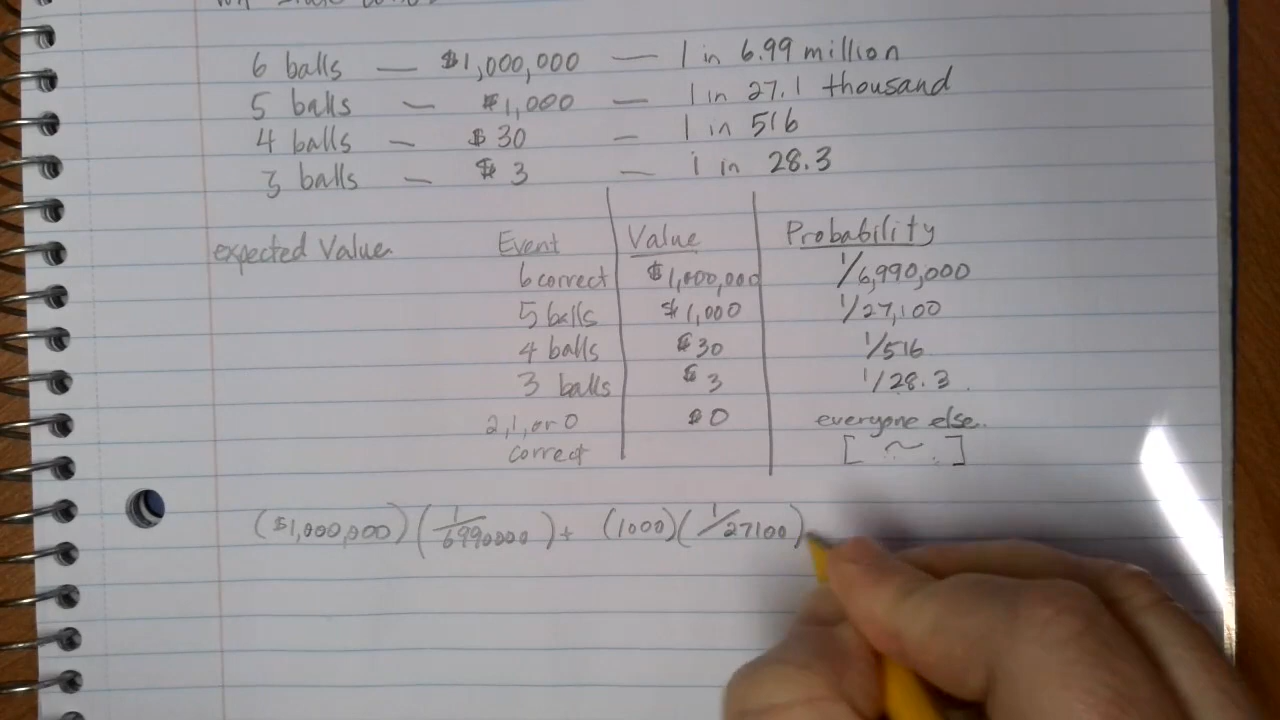 6 balls — $1,000,000 — 1 in 6.99 million
5 balls — $1,000 — 1 in 27.1 thousand
4 balls — $30 — 1 in 516
3 balls — $3 — 1 in 28.3
expected Value Event Value Probability
6 correct $1,000,000 1/6,990,000
5 balls $1,000 1/27,100
4 balls $30 1/516
3 balls $3 1/28.3
2, 1, or 0 $0 everyone else.
correct [ ~ ]
($1,000,000)(1/6990000) + (1000)(1/27100)